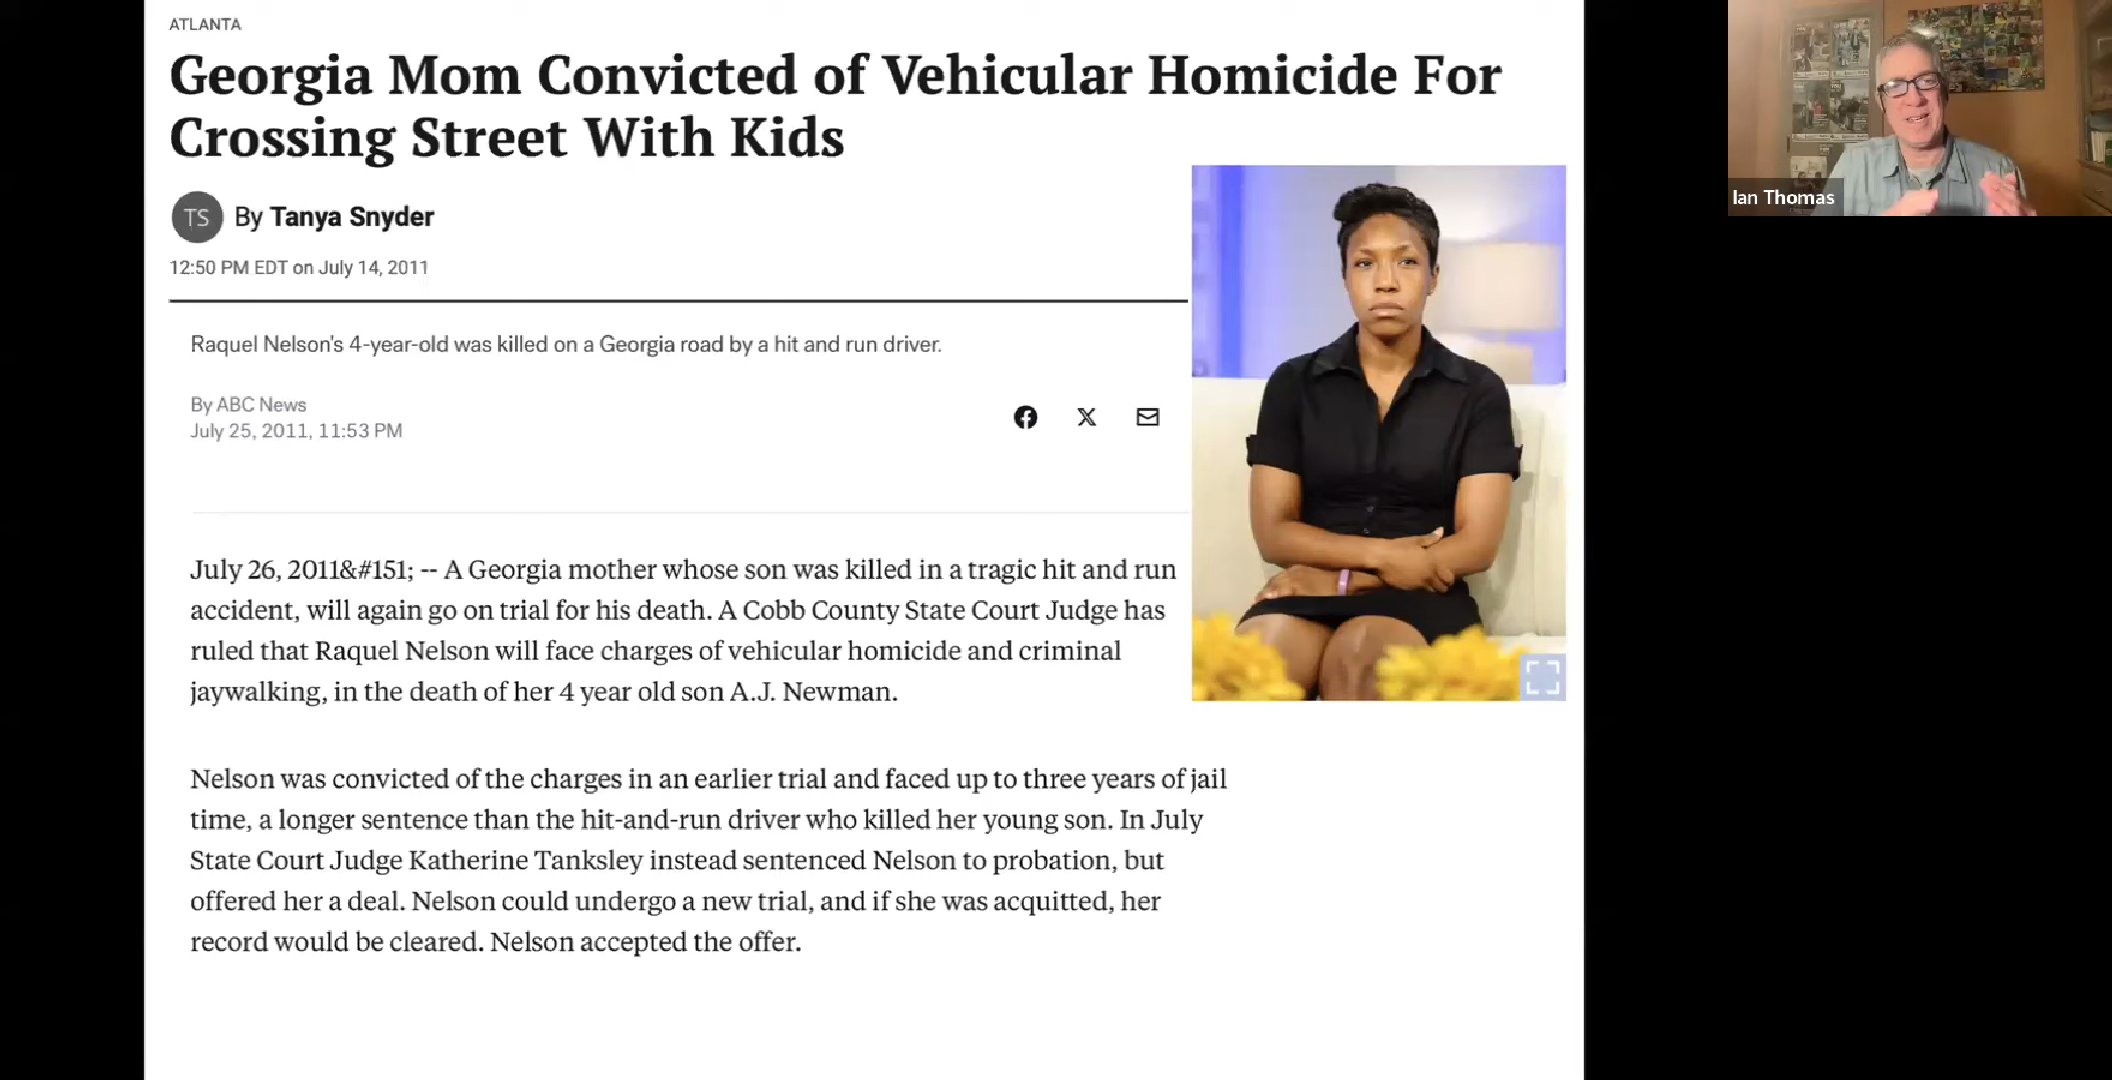 ATLANTA
Georgia Mom Convicted of Vehicular Homicide For
Crossing Street With Kids
TS
By Tanya Snyder
12:50 PM EDT on July 14, 2011
Raquel Nelson's 4-year-old was killed on a Georgia road by a hit and run driver.
By ABC News
July 25, 2011, 11:53 PM
July 26, 2011&#151; -- A Georgia mother whose son was killed in a tragic hit and run
accident, will again go on trial for his death. A Cobb County State Court Judge has
ruled that Raquel Nelson will face charges of vehicular homicide and criminal
jaywalking, in the death of her 4 year old son A.J. Newman.
Nelson was convicted of the charges in an earlier trial and faced up to three years of jail
time, a longer sentence than the hit-and-run driver who killed her young son. In July
State Court Judge Katherine Tanksley instead sentenced Nelson to probation, but
offered her a deal. Nelson could undergo a new trial, and if she was acquitted, her
record would be cleared. Nelson accepted the offer.
Ian Thomas